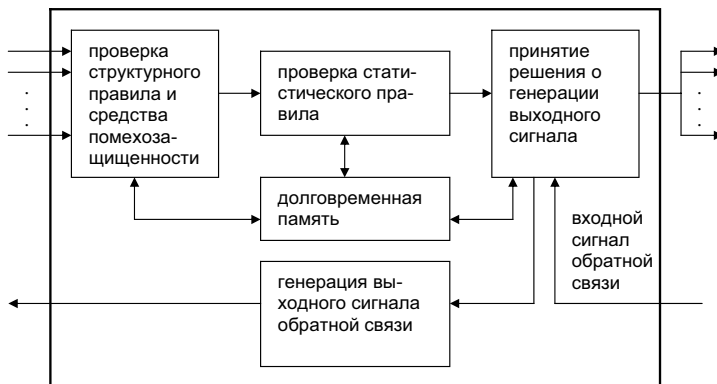 проверка
структурного
правила и
средства
помехоза-
щищенности
проверка стати-
стического пра-
вила
принятие
решения о
генерации
выходного
сигнала
долговременная
память
входной
сигнал
обратной
связи
генерация вы-
ходного сигнала
обратной связи